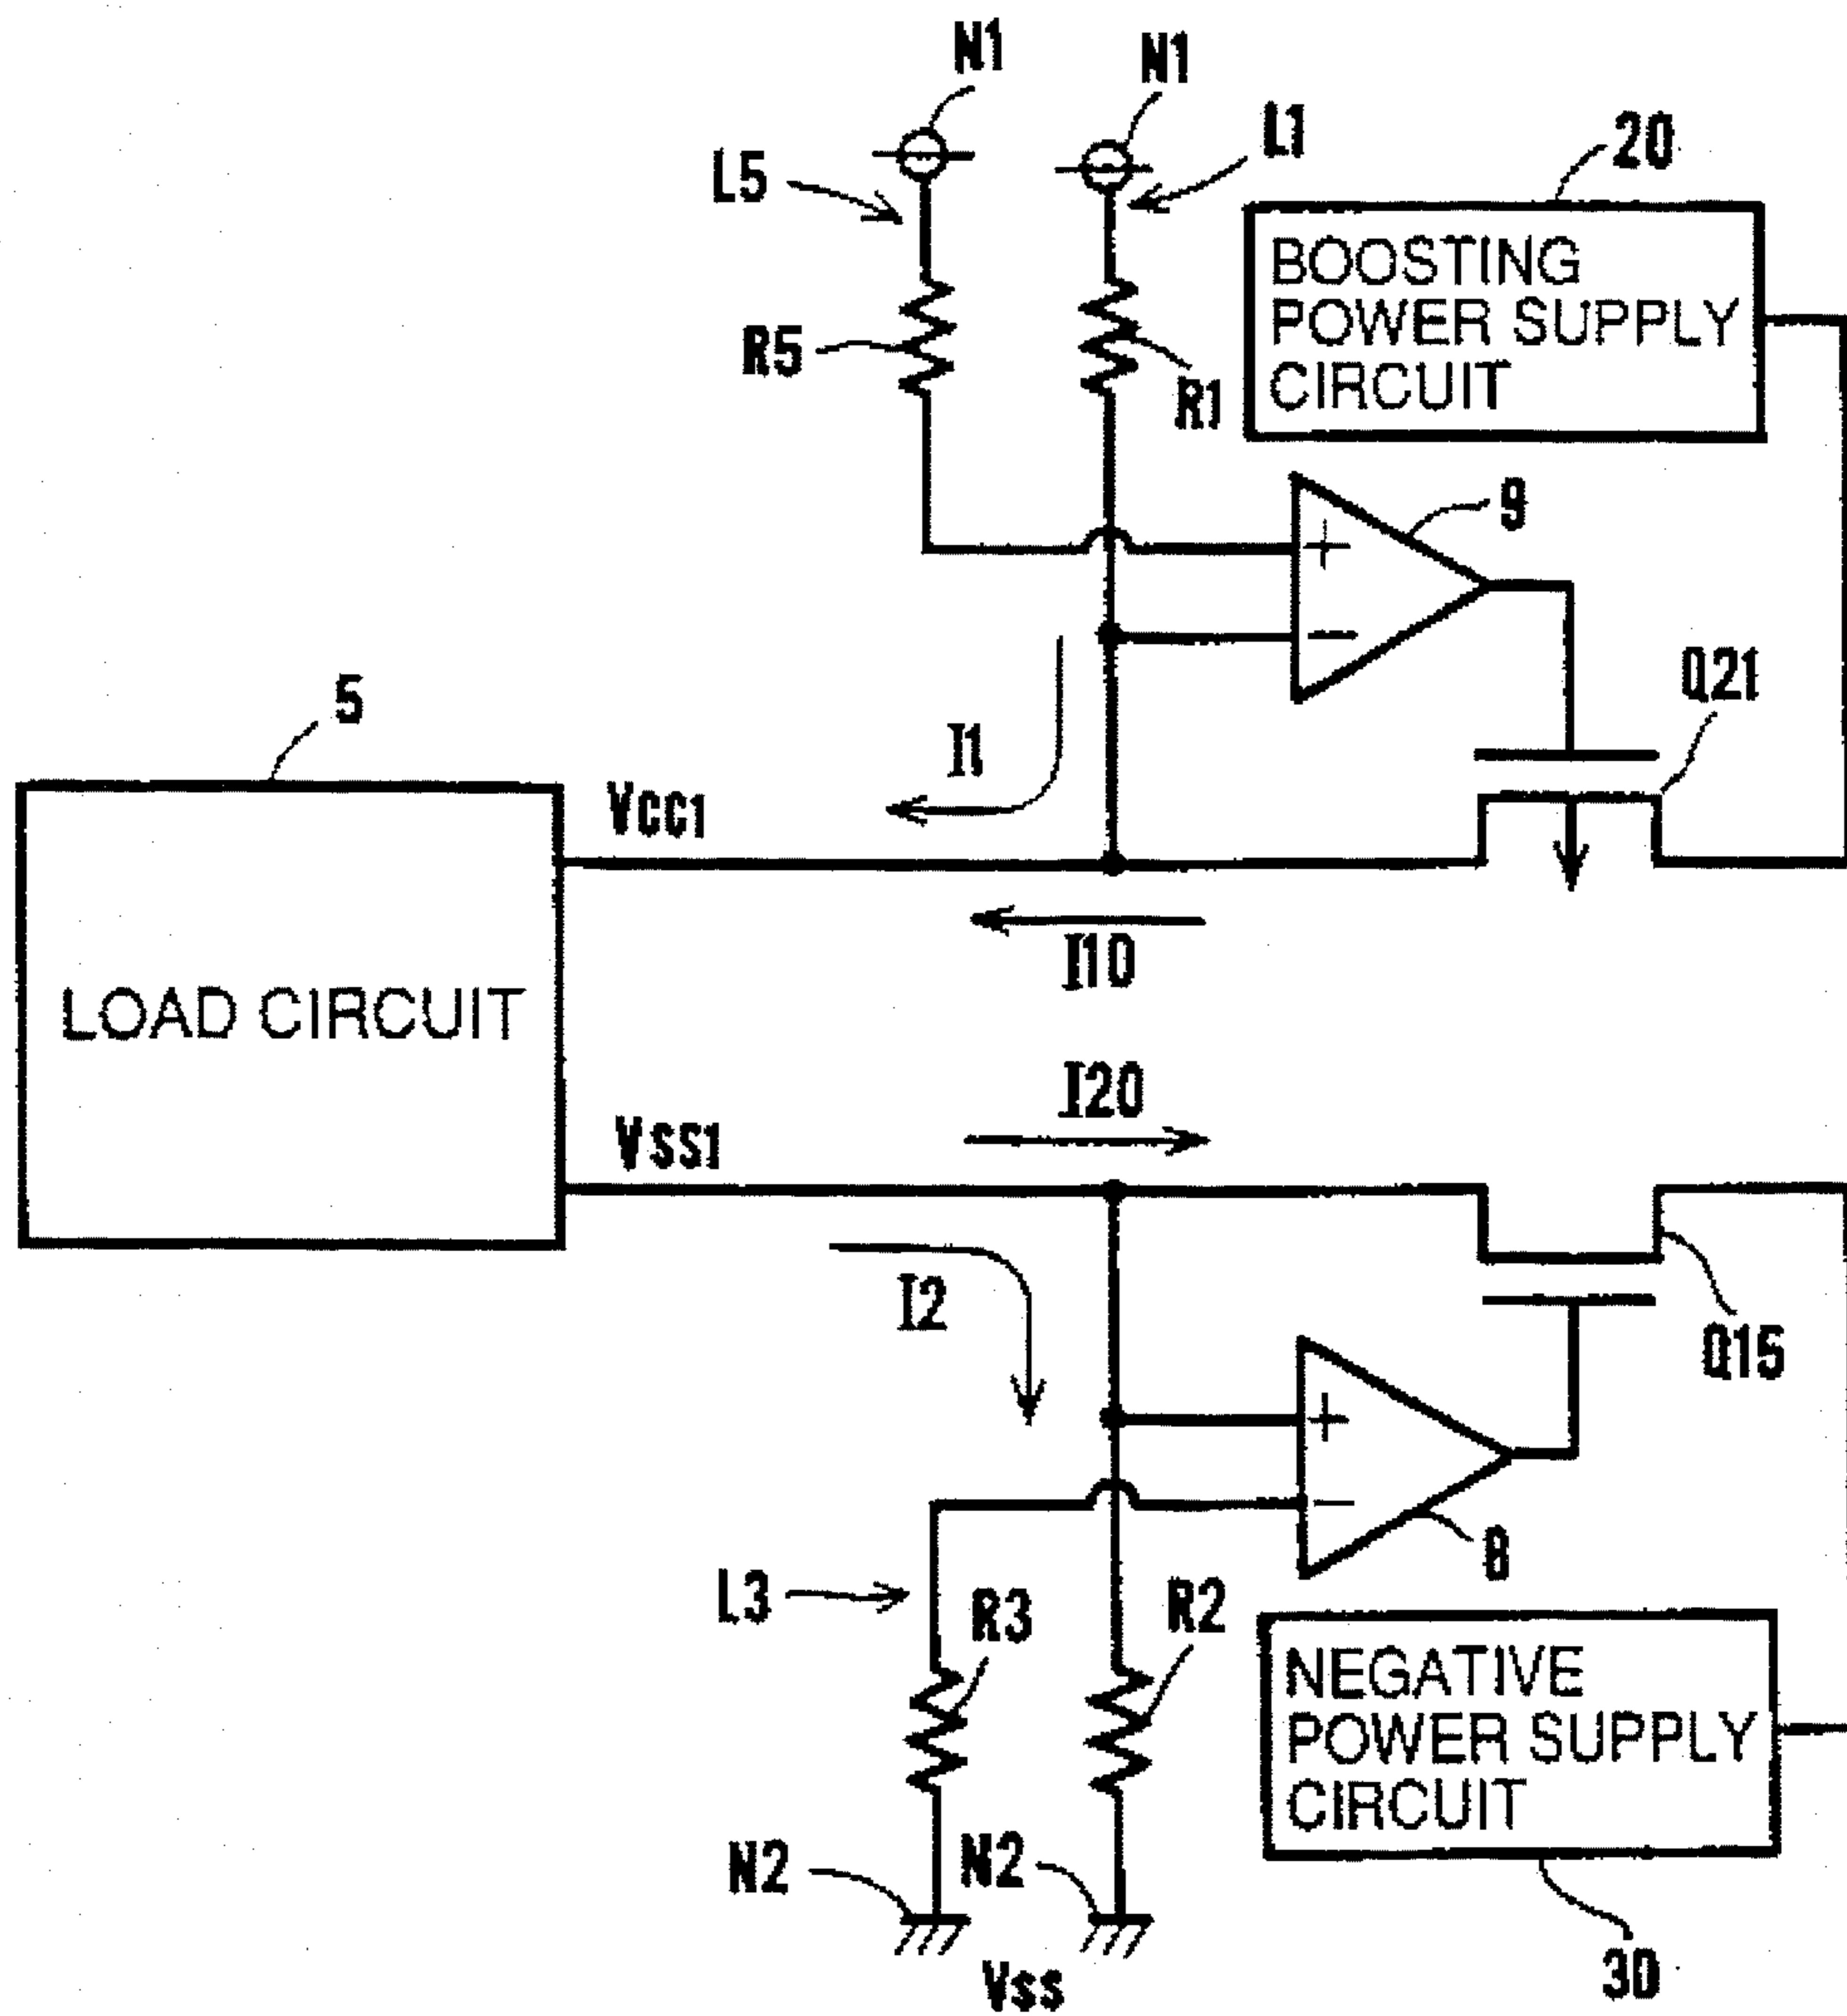 N1
N1
L5
L1
20
BOOSTING
POWER SUPPLY
CIRCUIT
R5
R1
9
+
−
Q21
5
I1
VCC1
I10
LOAD CIRCUIT
I20
VSS1
I2
Q15
+
−
8
L3
R3
R2
NEGATIVE
POWER SUPPLY
CIRCUIT
N2
N2
VSS
30